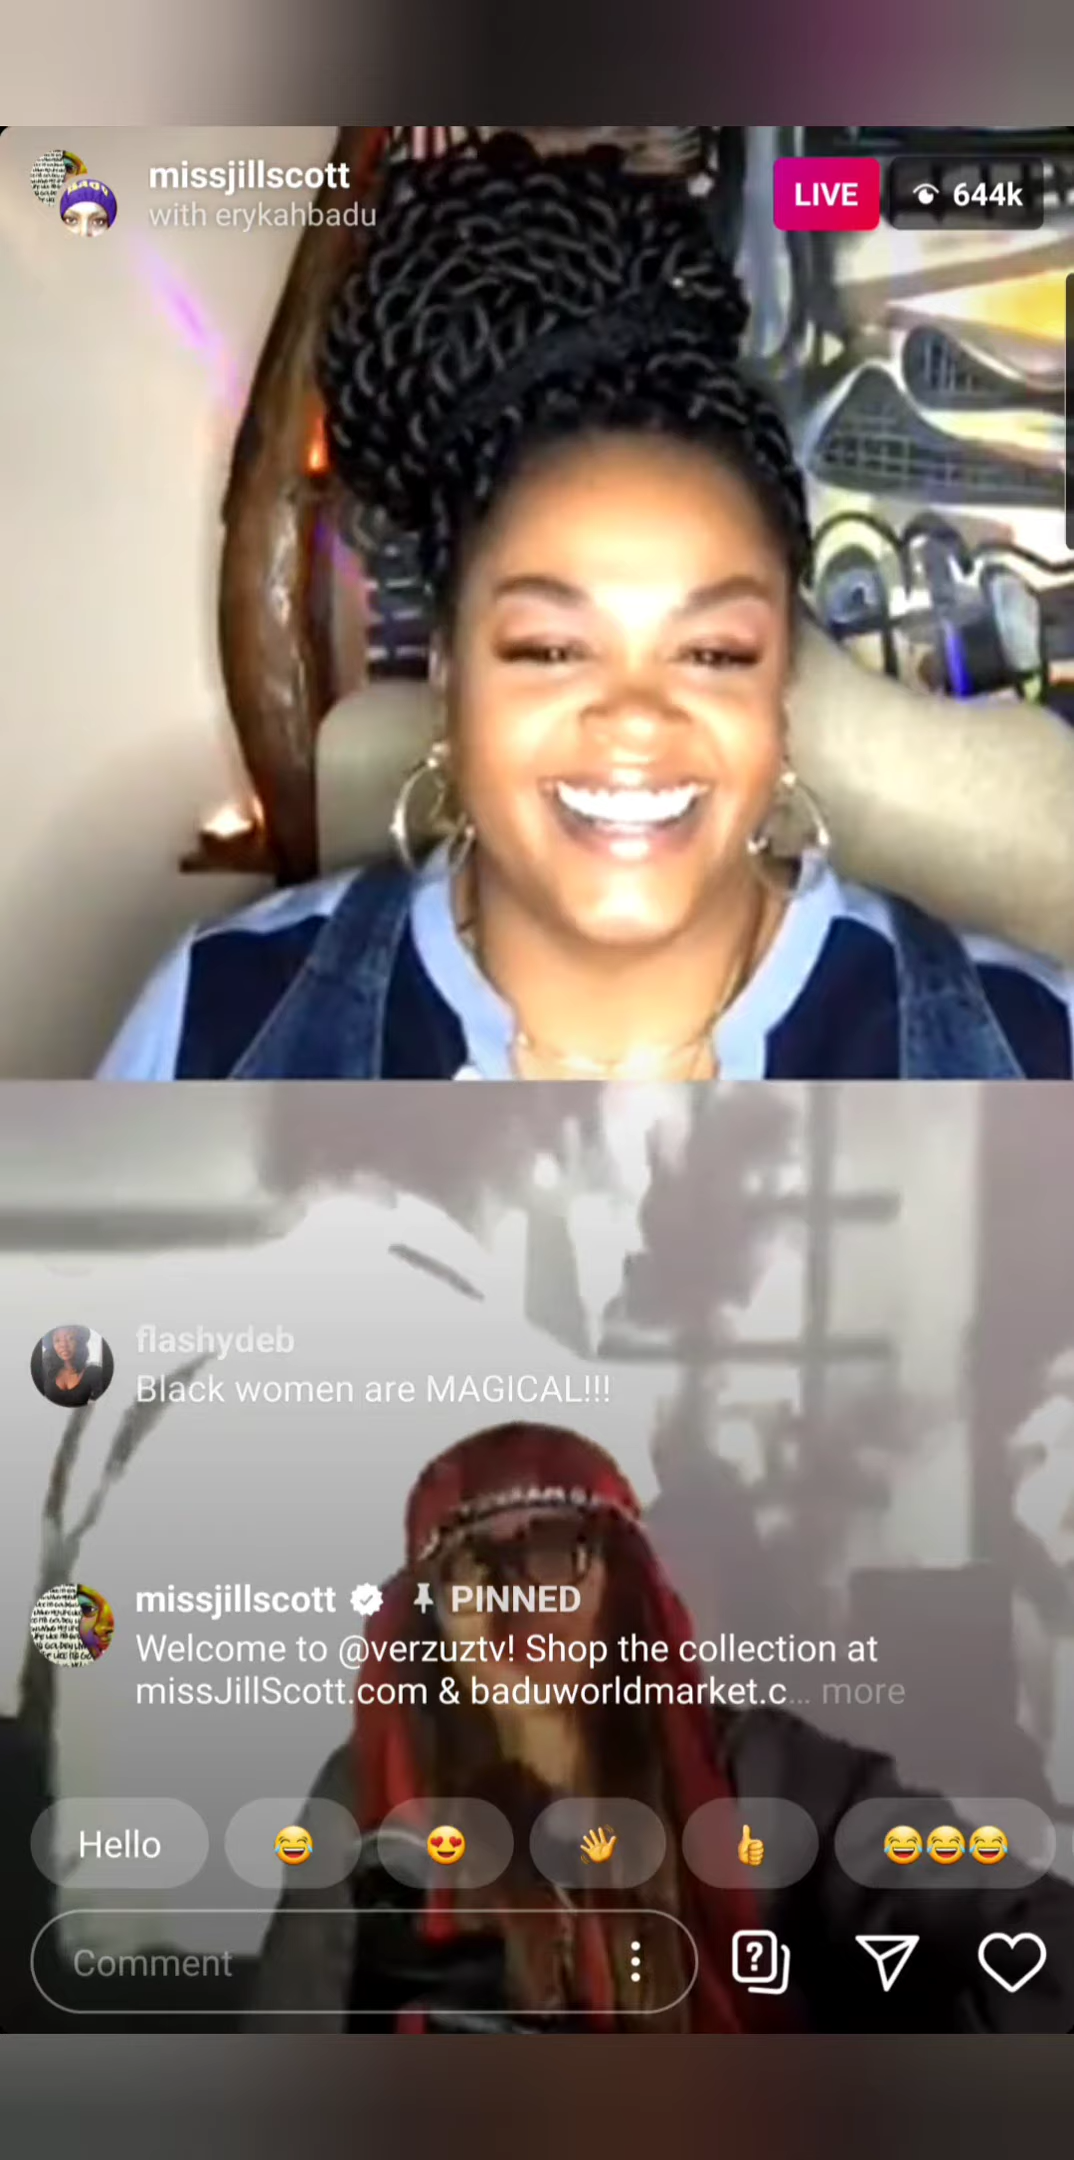 missjillscott
with erykahbadu
LIVE
644k
flashydeb
Black women are MAGICAL!!!
missjillscott PINNED
Welcome to @verzuztv! Shop the collection at
missJillScott.com & baduworldmarket.c... more
Hello
Comment